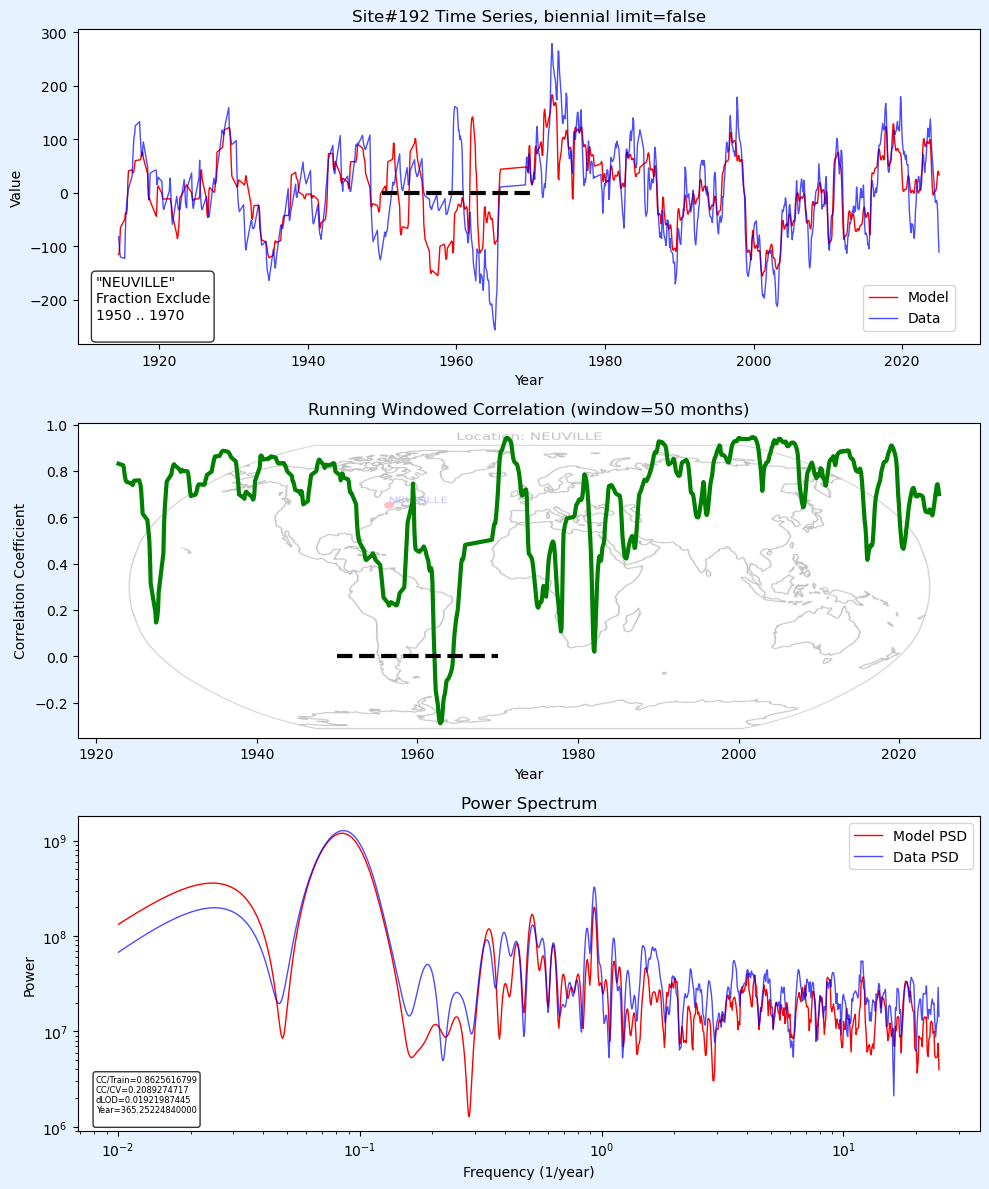 Site#192 Time Series, biennial limit=false
300
200
100
0
−100
−200
Value
"NEUVILLE"
Fraction Exclude
1950 .. 1970
Model
Data
1920
1940
1960
1980
2000
2020
Year
Running Windowed Correlation (window=50 months)
1.0
0.8
0.6
0.4
0.2
0.0
−0.2
Correlation Coefficient
Location: NEUVILLE
NEUVILLE
1920
1940
1960
1980
2000
2020
Year
Power Spectrum
10⁹
10⁸
10⁷
10⁶
Power
Model PSD
Data PSD
CC/Train=0.8625616799
CC/CV=0.2089274717
dLOD=0.01921987445
Year=365.25224840000
10⁻²
10⁻¹
10⁰
10¹
Frequency (1/year)